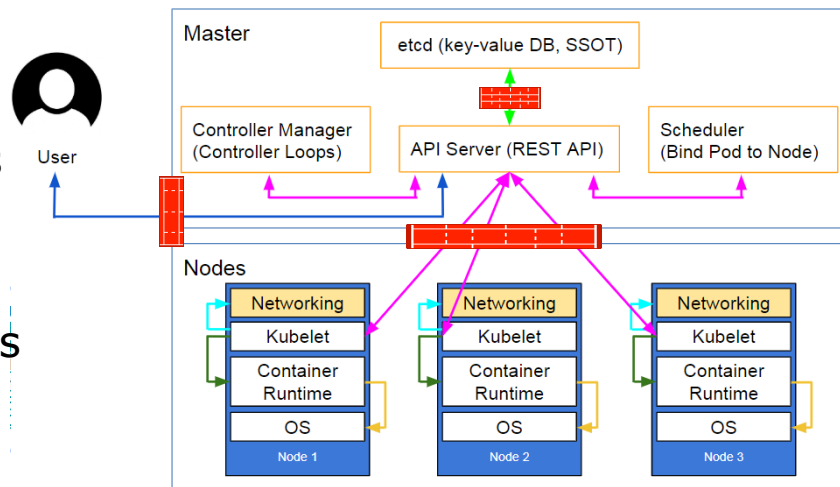 Master
etcd (key-value DB, SSOT)
User
Controller Manager
(Controller Loops)
API Server (REST API)
Scheduler
(Bind Pod to Node)
s
Nodes
Networking
Kubelet
Container
Runtime
OS
Node 1
Networking
Kubelet
Container
Runtime
OS
Node 2
Networking
Kubelet
Container
Runtime
OS
Node 3